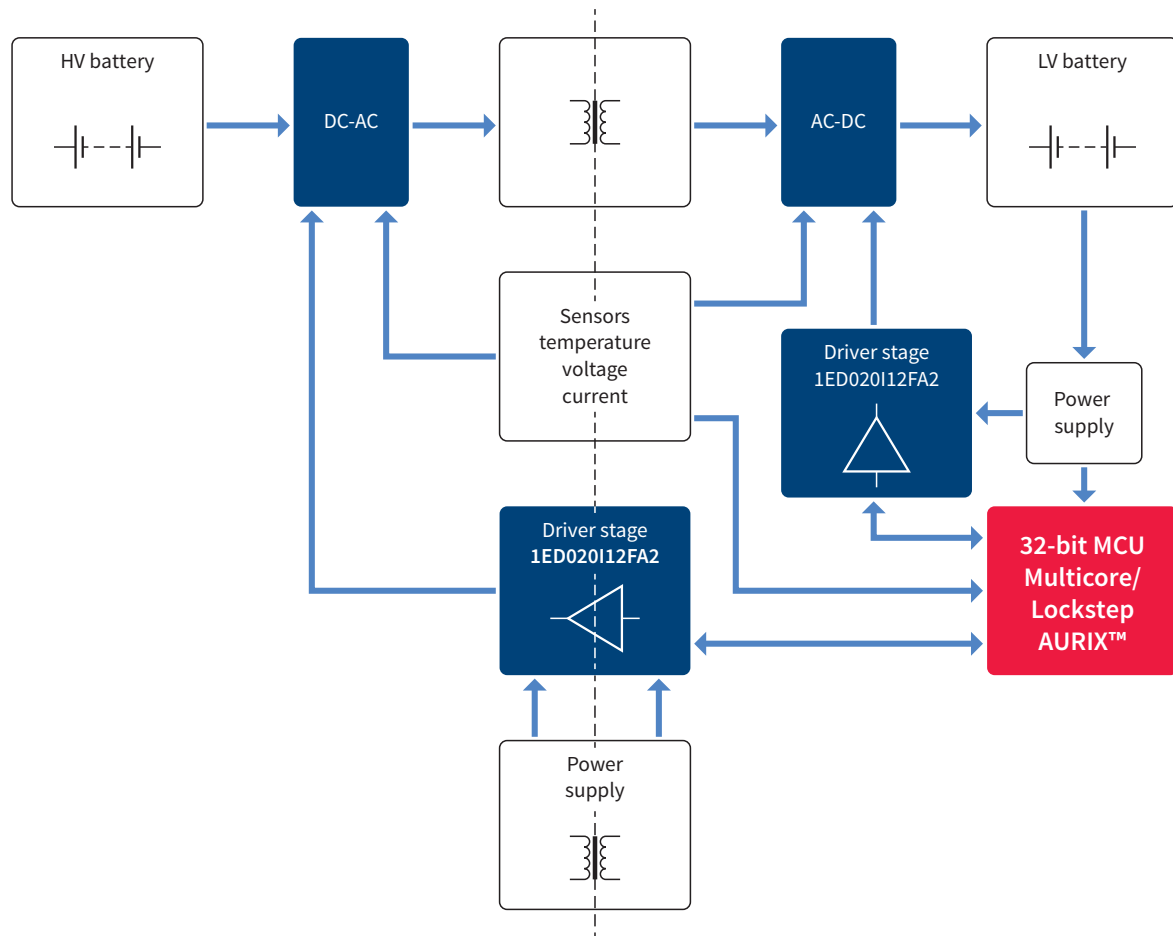 HV battery
DC-AC
AC-DC
LV battery
Sensors
temperature
voltage
current
Driver stage
1ED020I12FA2
Power
supply
Driver stage
1ED020I12FA2
32-bit MCU
Multicore/
Lockstep
AURIX™
Power
supply